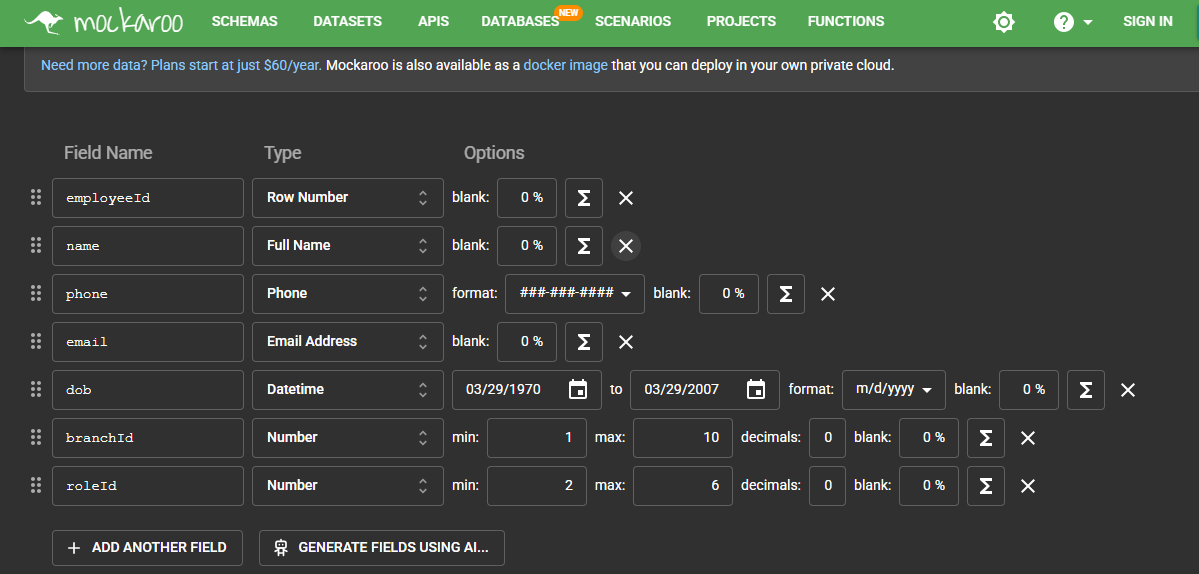 mockaroo SCHEMAS DATASETS APIS DATABASES NEW SCENARIOS PROJECTS FUNCTIONS ? SIGN IN
Need more data? Plans start at just $60/year. Mockaroo is also available as a docker image that you can deploy in your own private cloud.
Field Name Type Options
employeeId Row Number blank: 0 % Σ
name Full Name blank: 0 % Σ
phone Phone format: ###-###-#### blank: 0 % Σ
email Email Address blank: 0 % Σ
dob Datetime 03/29/1970 to 03/29/2007 format: m/d/yyyy blank: 0 % Σ
branchId Number min: 1 max: 10 decimals: 0 blank: 0 % Σ
roleId Number min: 2 max: 6 decimals: 0 blank: 0 % Σ
+ ADD ANOTHER FIELD GENERATE FIELDS USING AI...